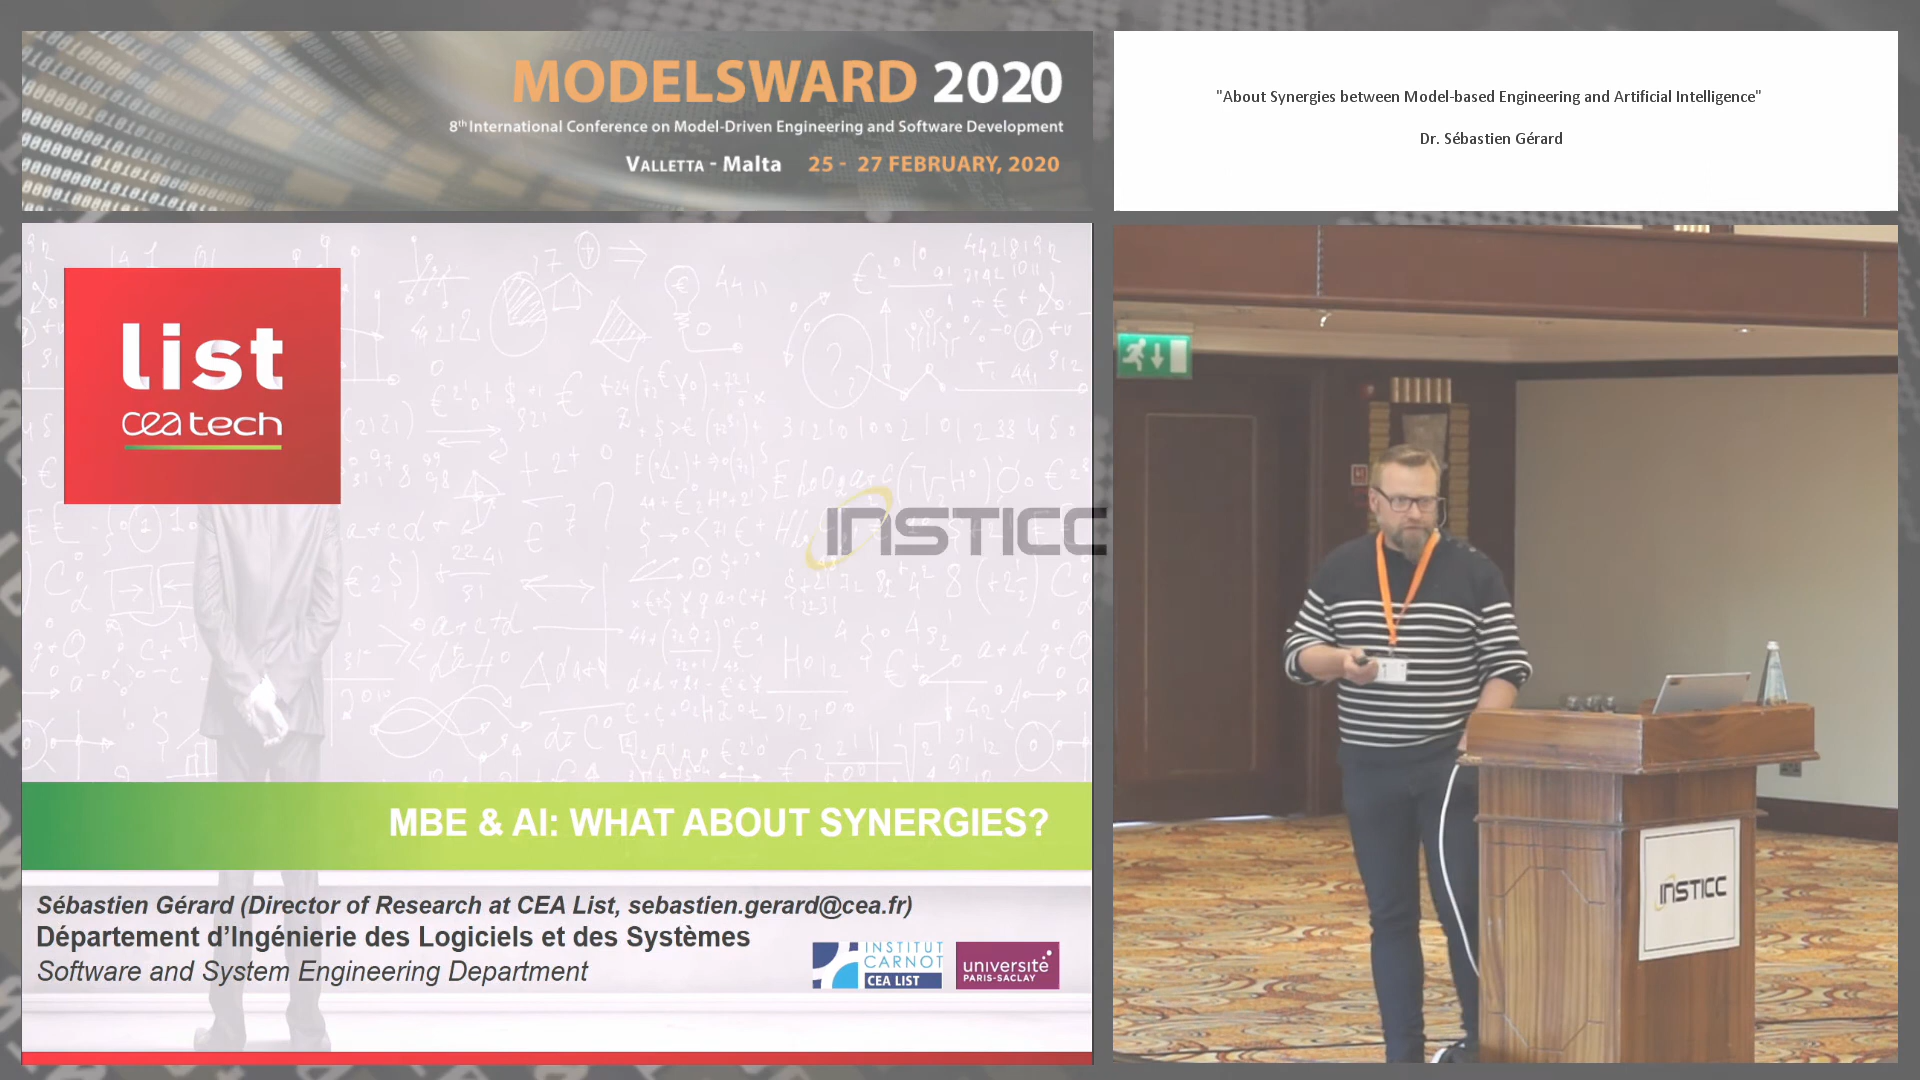 MODELSWARD 2020
8th International Conference on Model-Driven Engineering and Software Development
VALLETTA - Malta 25 - 27 FEBRUARY, 2020
"About Synergies between Model-based Engineering and Artificial Intelligence"
Dr. Sébastien Gérard
list
cea tech
INSTICC
MBE & AI: WHAT ABOUT SYNERGIES?
Sébastien Gérard (Director of Research at CEA List, sebastien.gerard@cea.fr)
Département d'Ingénierie des Logiciels et des Systèmes
Software and System Engineering Department
INSTITUT
CARNOT
CEA LIST
université
PARIS-SACLAY
INSTICC